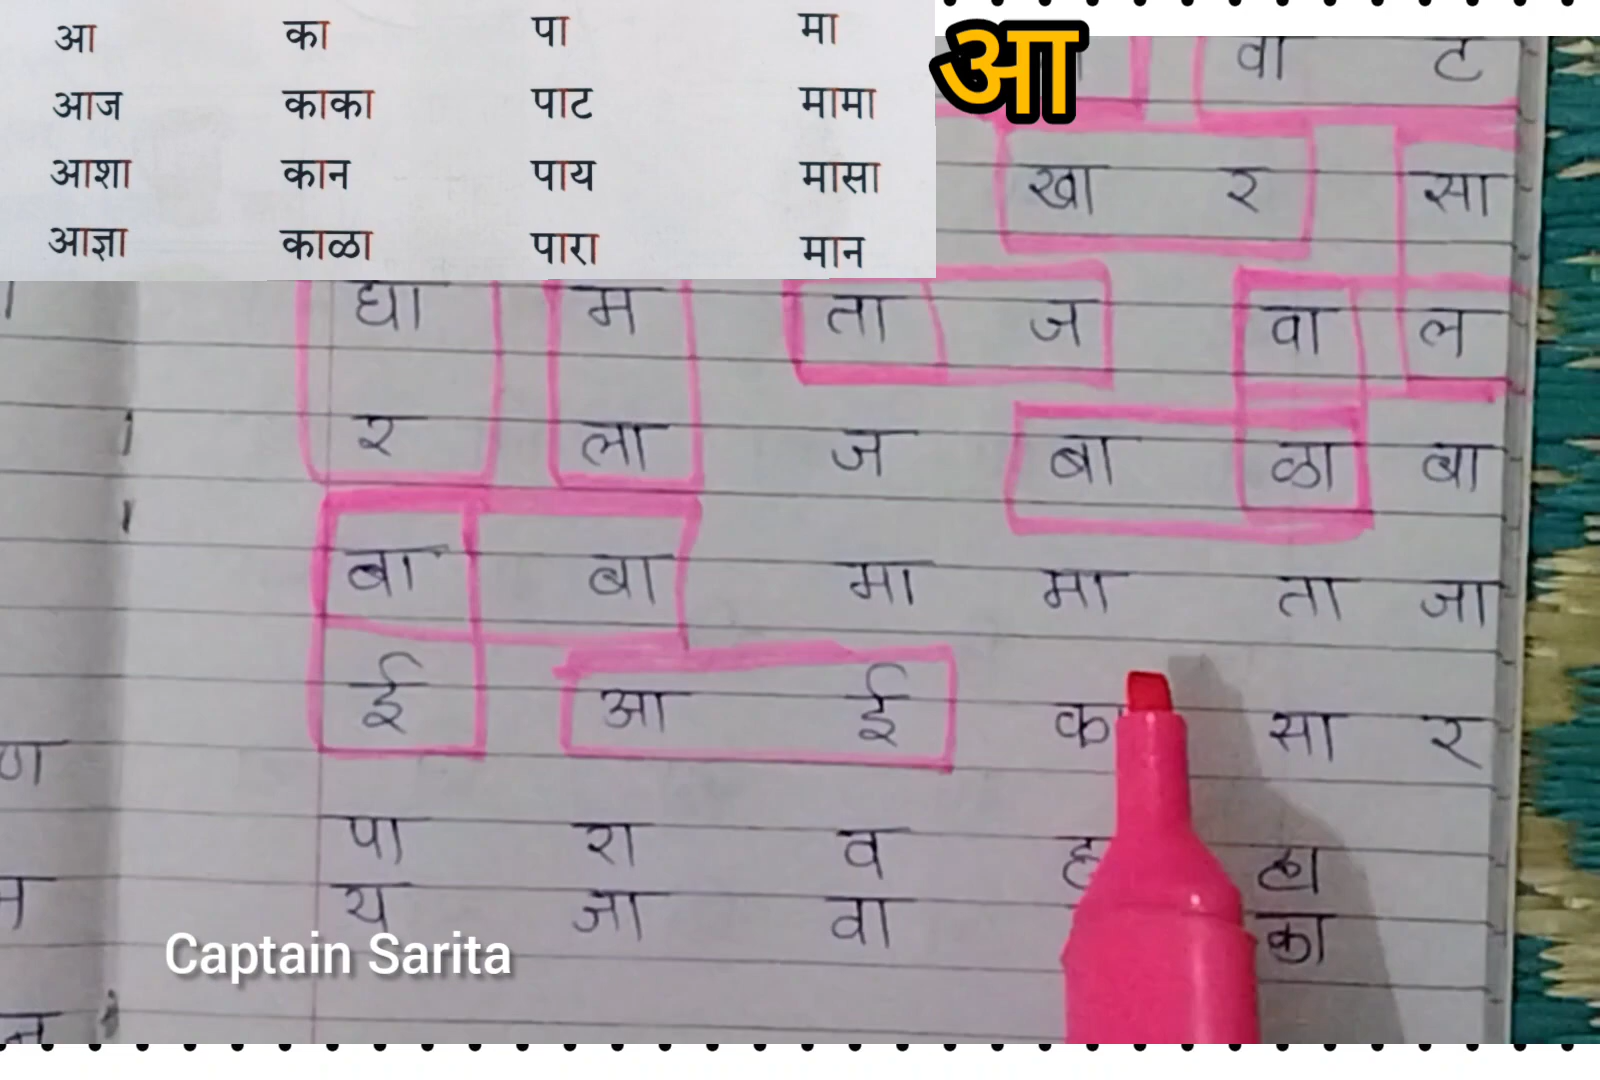 आ का पा मा
आज काका पाट मामा
आशा कान पाय मासा
आज्ञा काळा पारा मान
आ
वा ट
खा र सा
घा म ता ज वा ल
र ला ज बा ळा बा
बा बा मा मा ता जा
ई आ ई का सा र
ण
पा रा व हा ळा
य जा वा का
Captain Sarita